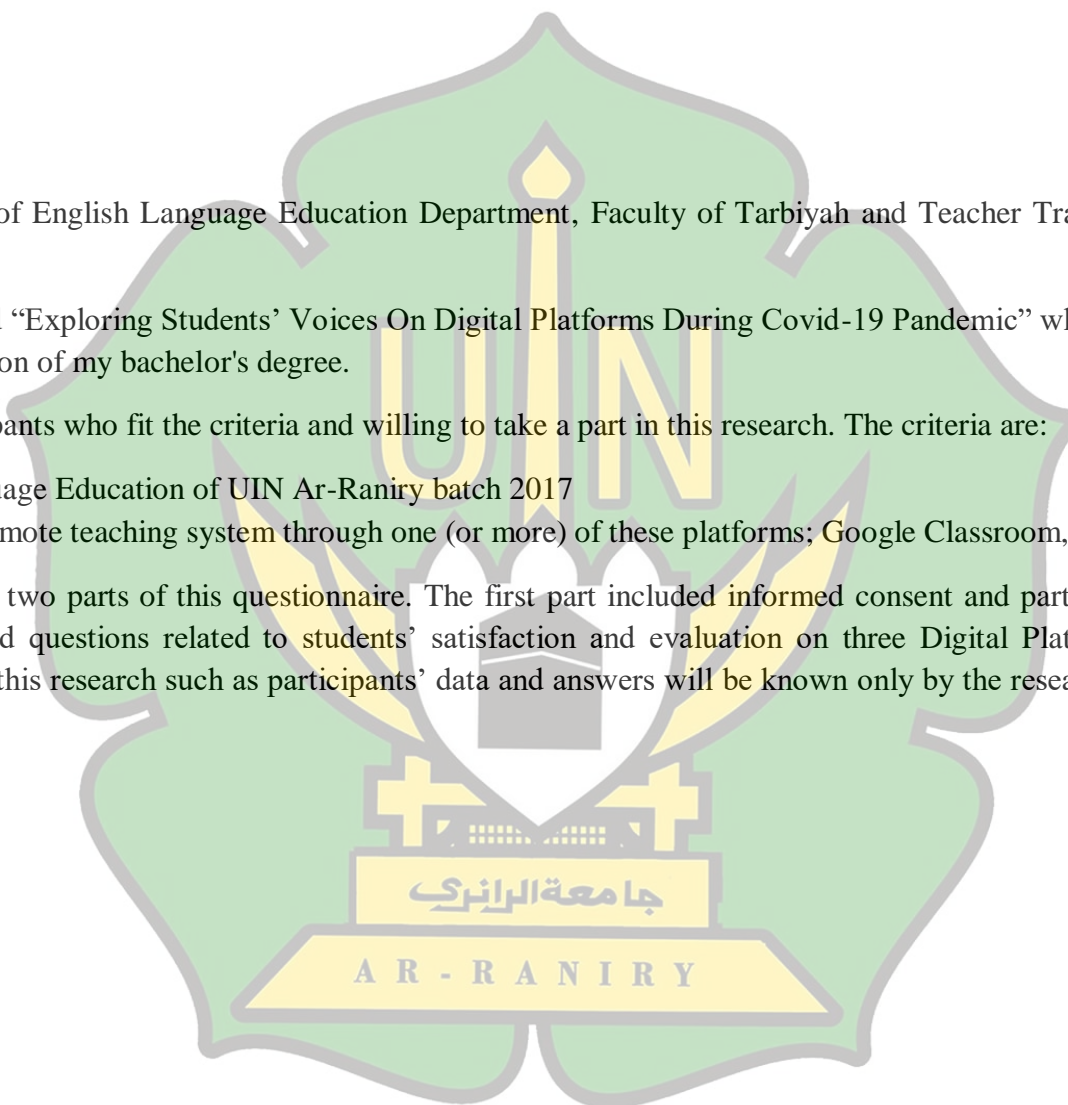 of English Language Education Department, Faculty of Tarbiyah and Teacher Tra
“Exploring Students’ Voices On Digital Platforms During Covid-19 Pandemic” wh
on of my bachelor's degree.
pants who fit the criteria and willing to take a part in this research. The criteria are:
uage Education of UIN Ar-Raniry batch 2017
mote teaching system through one (or more) of these platforms; Google Classroom,
two parts of this questionnaire. The first part included informed consent and part
d questions related to students’ satisfaction and evaluation on three Digital Plat
this research such as participants’ data and answers will be known only by the resea
UIN
جامعةالرانري
AR-RANIRY